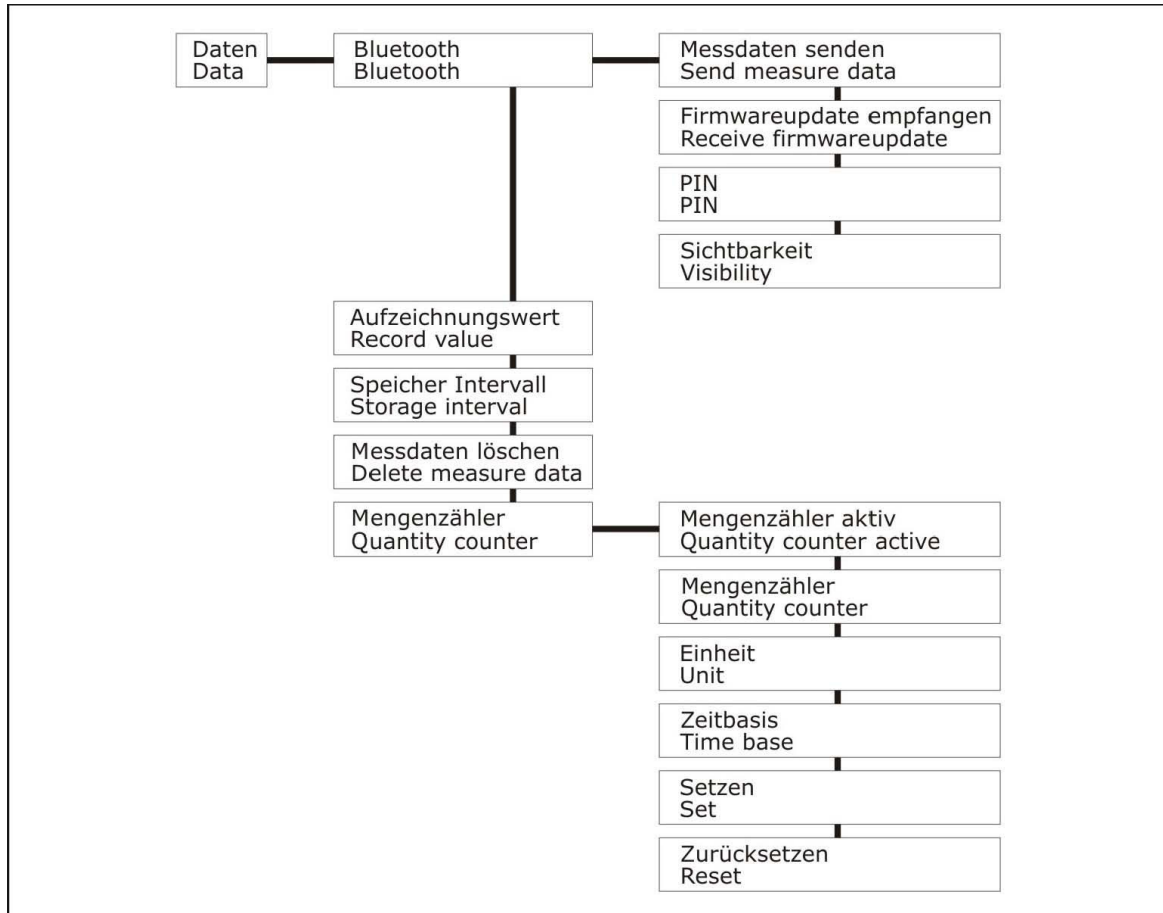 Daten
Data
Bluetooth
Bluetooth
Messdaten senden
Send measure data
Firmwareupdate empfangen
Receive firmwareupdate
PIN
PIN
Sichtbarkeit
Visibility
Aufzeichnungswert
Record value
Speicher Intervall
Storage interval
Messdaten löschen
Delete measure data
Mengenzähler
Quantity counter
Mengenzähler aktiv
Quantity counter active
Mengenzähler
Quantity counter
Einheit
Unit
Zeitbasis
Time base
Setzen
Set
Zurücksetzen
Reset